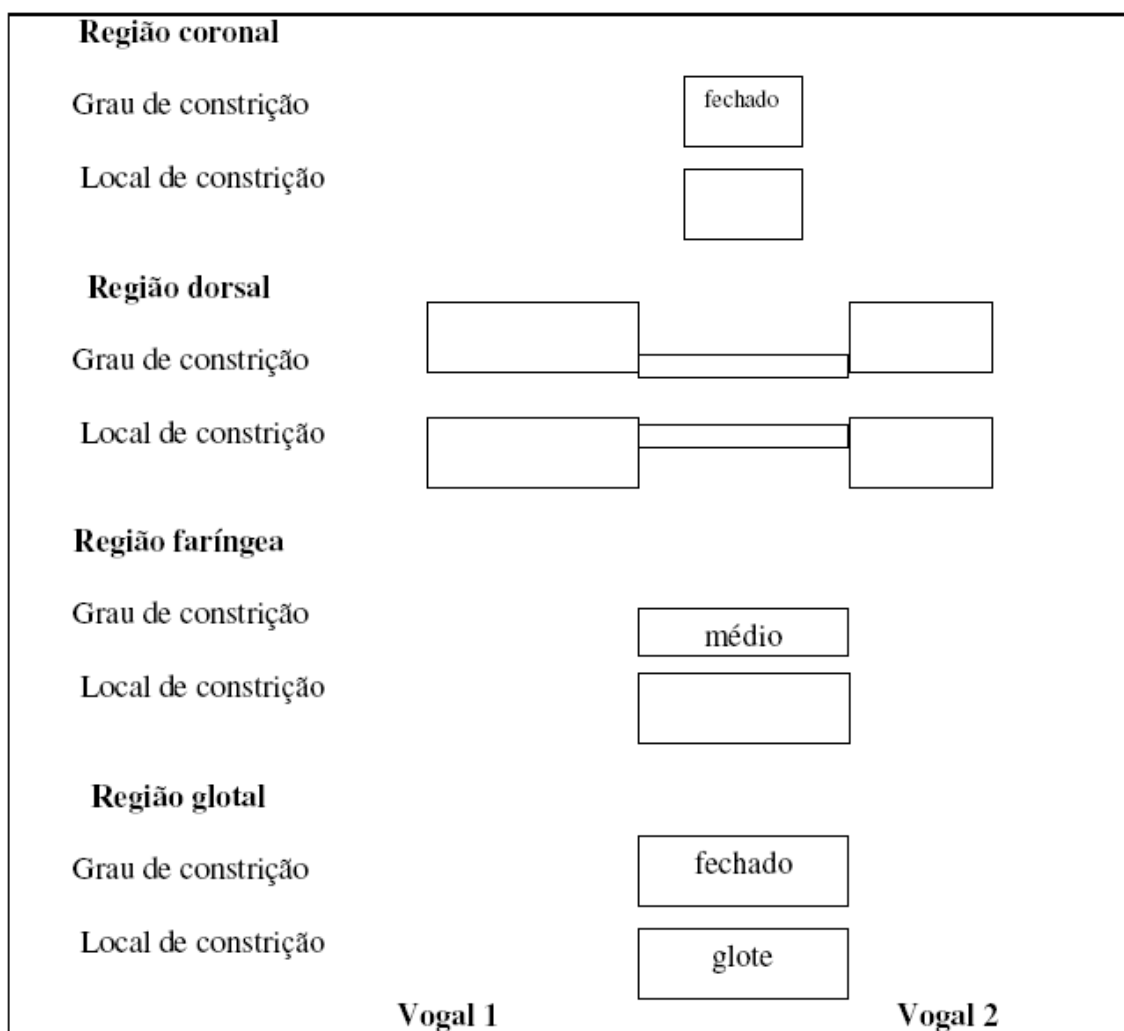 Região coronal
Grau de constrição
fechado
Local de constrição
Região dorsal
Grau de constrição
Local de constrição
Região faríngea
Grau de constrição
médio
Local de constrição
Região glotal
Grau de constrição
fechado
Local de constrição
glote
Vogal 1 Vogal 2